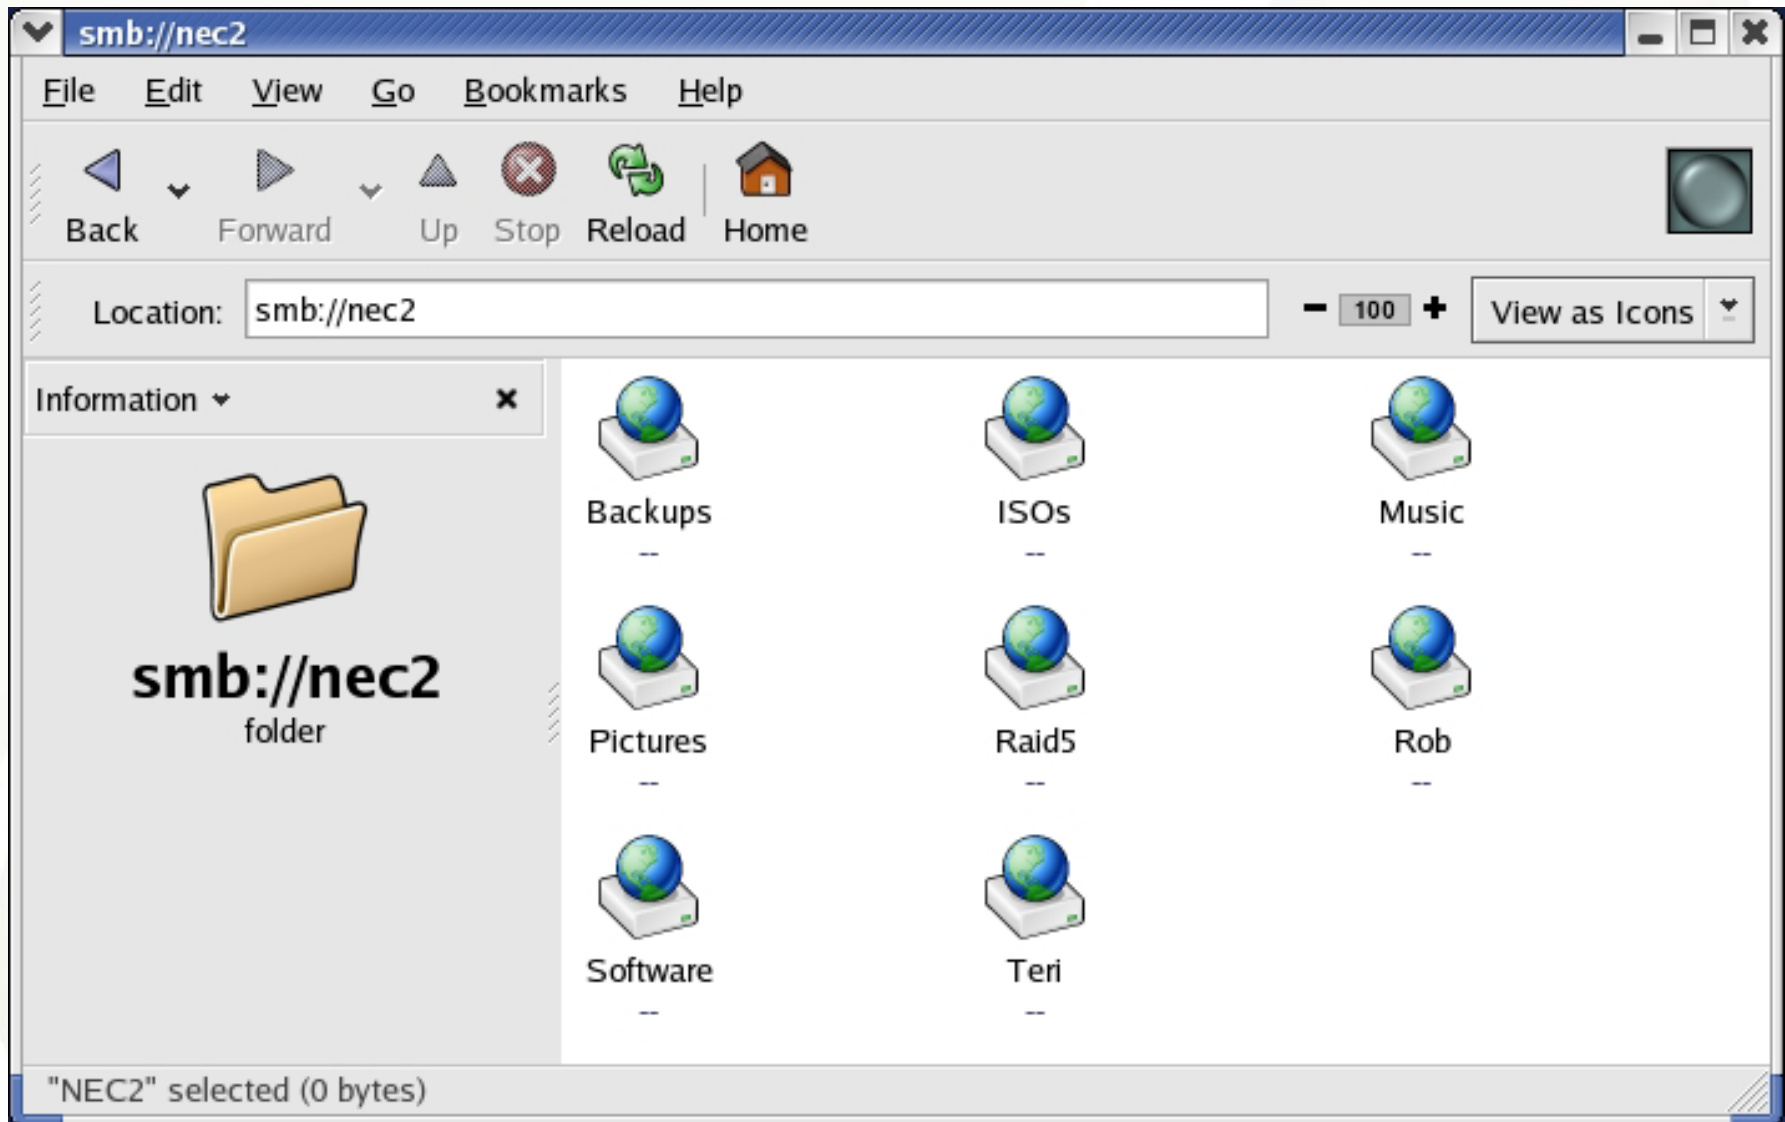 smb://nec2
File Edit View Go Bookmarks Help
Back Forward Up Stop Reload Home
Location: smb://nec2 100 View as Icons
Information
smb://nec2
folder
Backups ISOs Music
-- -- --
Pictures Raid5 Rob
-- -- --
Software Teri
-- --
"NEC2" selected (0 bytes)